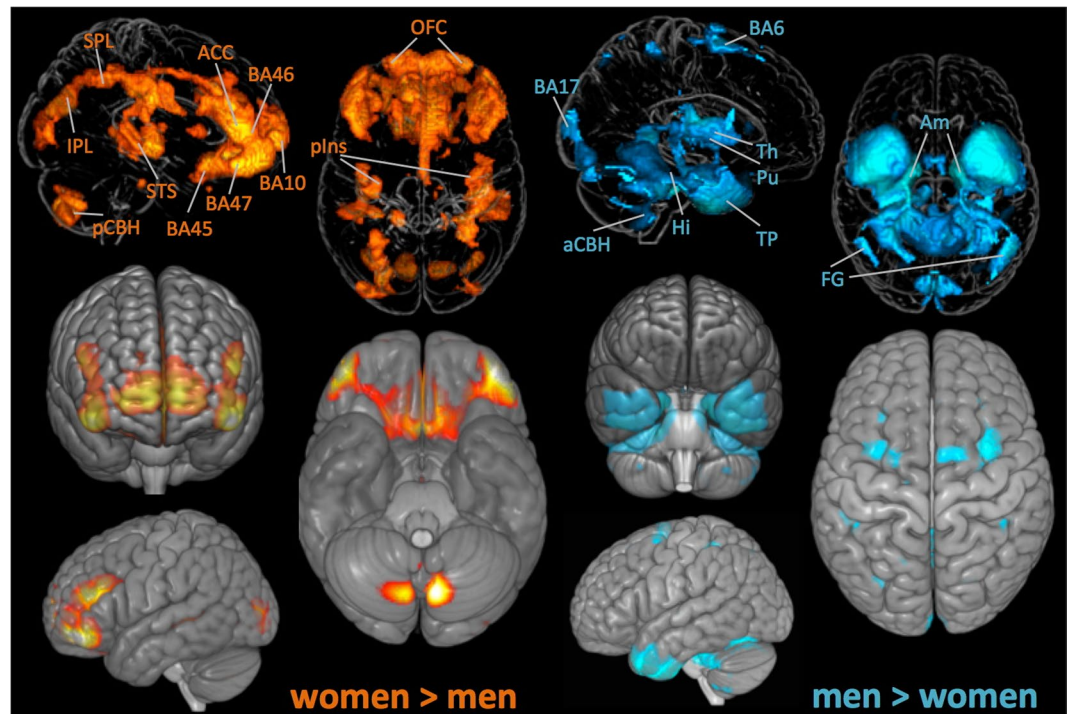 SPL
ACC
BA46
IPL
STS
BA10
BA47
BA45
pCBH
OFC
pIns
BA6
BA17
Th
Pu
Hi
TP
aCBH
Am
FG
women > men
men > women